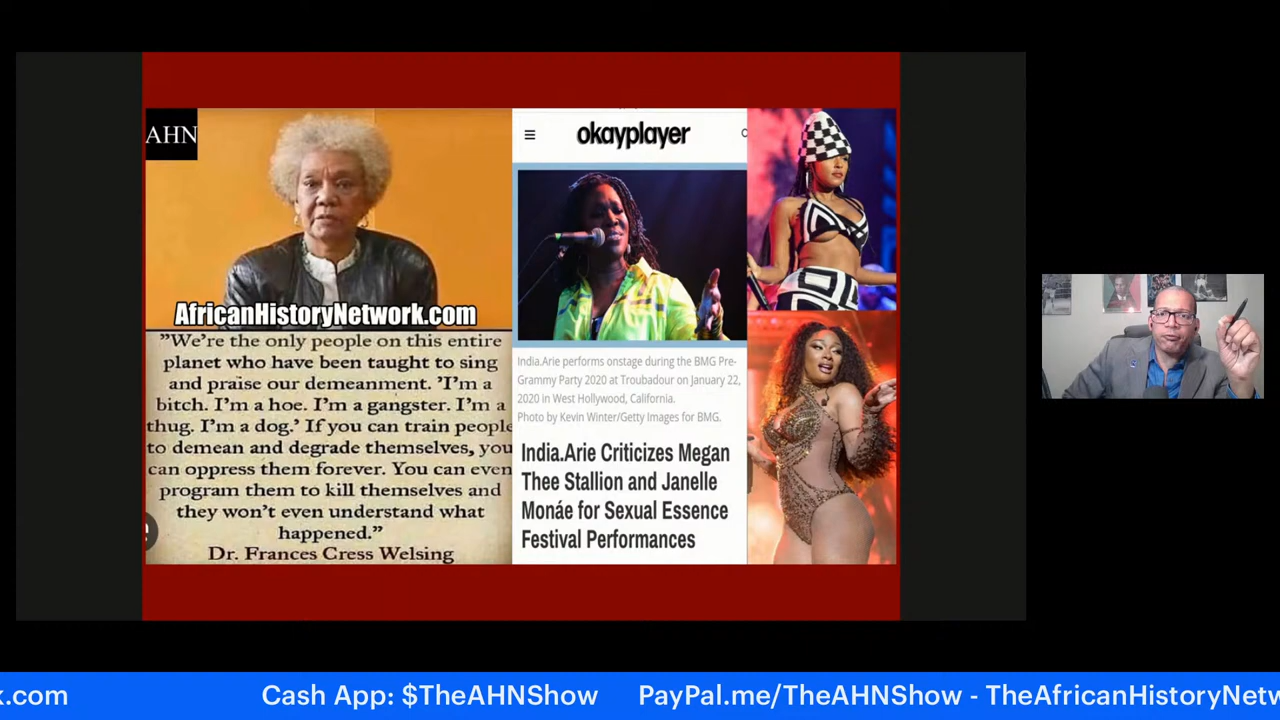 AHN
AfricanHistoryNetwork.com
"We're the only people on this entire
planet who have been taught to sing
and praise our demeanment. 'I'm a
bitch. I'm a hoe. I'm a gangster. I'm a
thug. I'm a dog.' If you can train people
to demean and degrade themselves, you
can oppress them forever. You can even
program them to kill themselves and
they won't even understand what
happened."
Dr. Frances Cress Welsing
okayplayer
India.Arie performs onstage during the BMG Pre-
Grammy Party 2020 at Troubadour on January 22,
2020 in West Hollywood, California.
Photo by Kevin Winter/Getty Images for BMG.
India.Arie Criticizes Megan
Thee Stallion and Janelle
Monáe for Sexual Essence
Festival Performances
k.com Cash App: $TheAHNShow PayPal.me/TheAHNShow - TheAfricanHistoryNetw